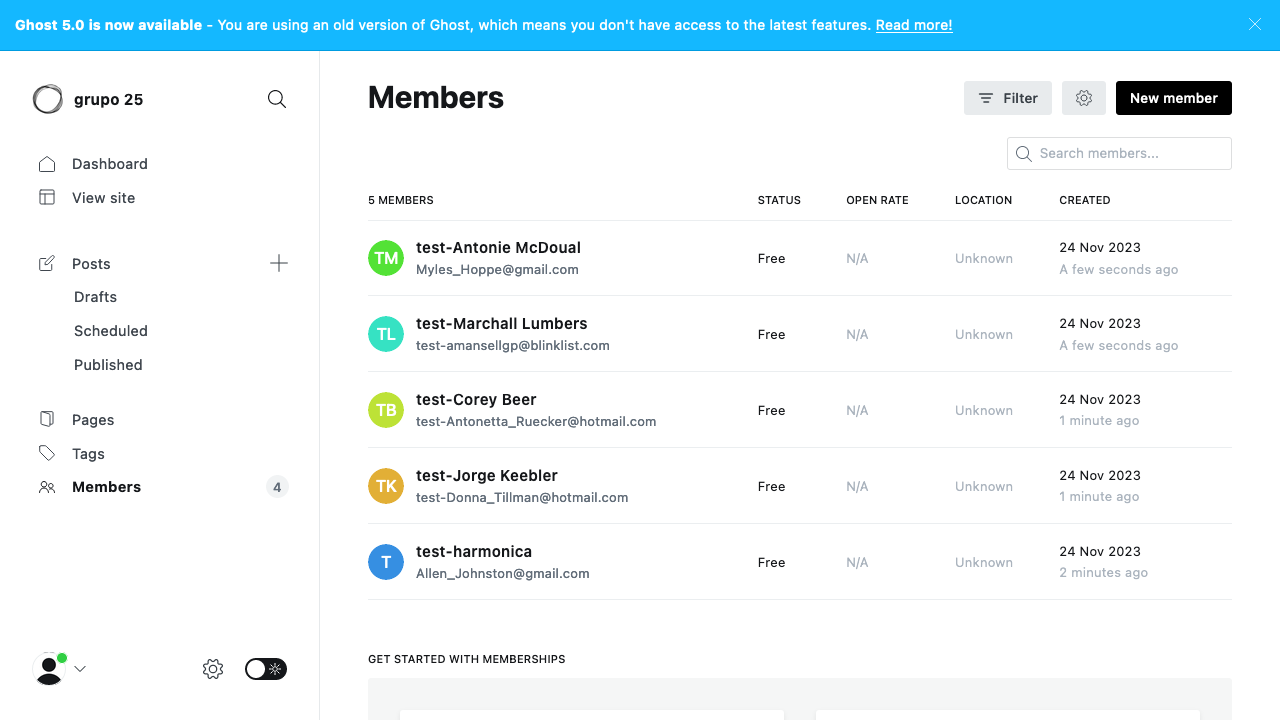 Ghost 5.0 is now available - You are using an old version of Ghost, which means you don't have access to the latest features. Read more!
grupo 25
Dashboard
View site
Posts
Drafts
Scheduled
Published
Pages
Tags
Members 4
Members
Filter
New member
Search members...
5 MEMBERS STATUS OPEN RATE LOCATION CREATED
TM test-Antonie McDoual Myles_Hoppe@gmail.com Free N/A Unknown 24 Nov 2023 A few seconds ago
TL test-Marchall Lumbers test-amansellgp@blinklist.com Free N/A Unknown 24 Nov 2023 A few seconds ago
TB test-Corey Beer test-Antonetta_Ruecker@hotmail.com Free N/A Unknown 24 Nov 2023 1 minute ago
TK test-Jorge Keebler test-Donna_Tillman@hotmail.com Free N/A Unknown 24 Nov 2023 1 minute ago
T test-harmonica Allen_Johnston@gmail.com Free N/A Unknown 24 Nov 2023 2 minutes ago
GET STARTED WITH MEMBERSHIPS